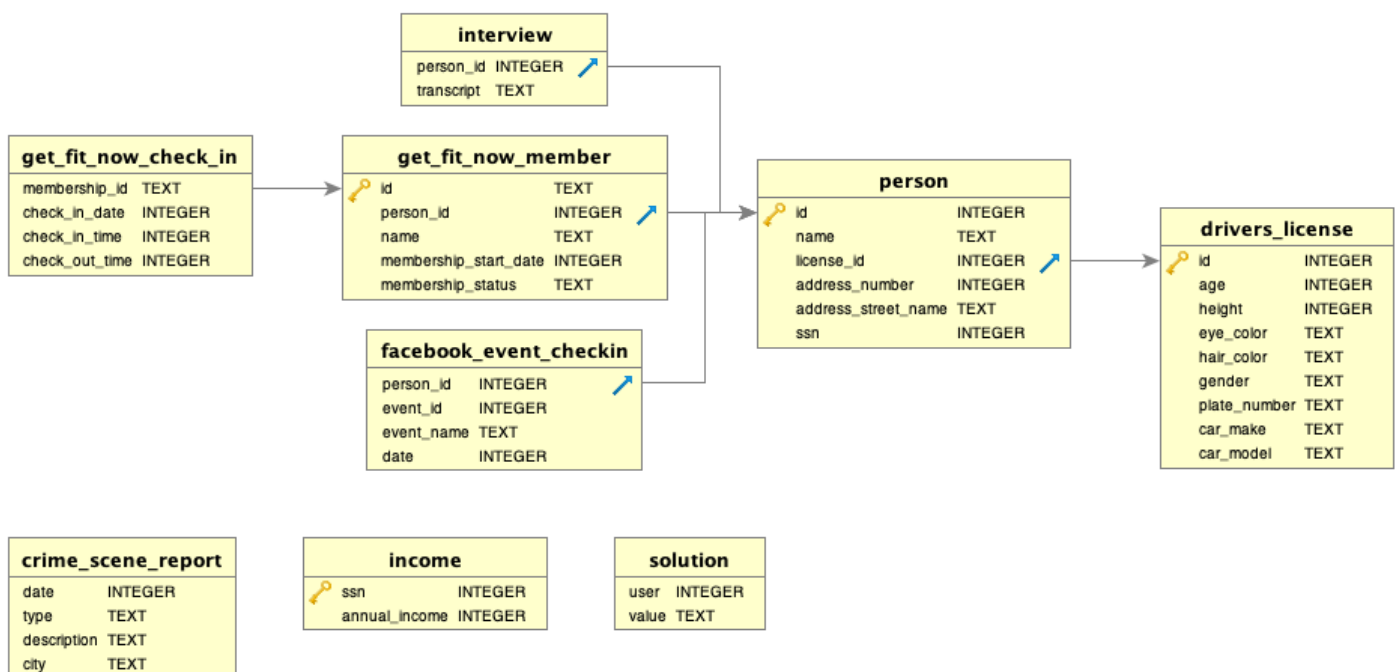 interview
person_id INTEGER
transcript TEXT
get_fit_now_check_in
membership_id TEXT
check_in_date INTEGER
check_in_time INTEGER
check_out_time INTEGER
get_fit_now_member
id TEXT
person_id INTEGER
name TEXT
membership_start_date INTEGER
membership_status TEXT
facebook_event_checkin
person_id INTEGER
event_id INTEGER
event_name TEXT
date INTEGER
person
id INTEGER
name TEXT
license_id INTEGER
address_number INTEGER
address_street_name TEXT
ssn INTEGER
drivers_license
id INTEGER
age INTEGER
height INTEGER
eye_color TEXT
hair_color TEXT
gender TEXT
plate_number TEXT
car_make TEXT
car_model TEXT
crime_scene_report
date INTEGER
type TEXT
description TEXT
city TEXT
income
ssn INTEGER
annual_income INTEGER
solution
user INTEGER
value TEXT